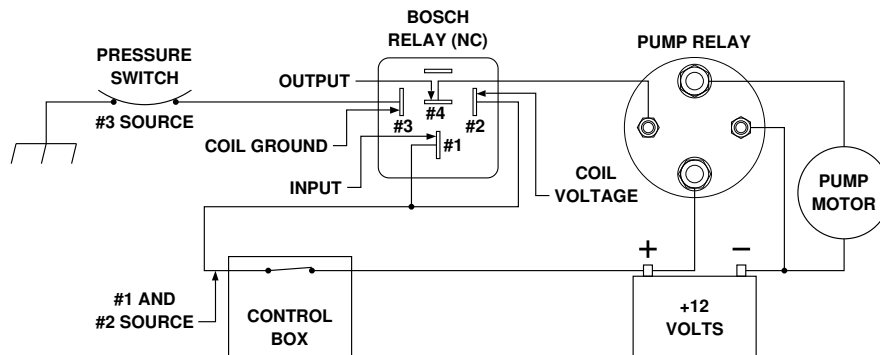 BOSCH
RELAY (NC)
PUMP RELAY
PRESSURE
SWITCH
OUTPUT
#3 SOURCE
#4
#3
#2
COIL GROUND
#1
INPUT
COIL
VOLTAGE
PUMP
MOTOR
+ −
#1 AND
#2 SOURCE
CONTROL
BOX
+12
VOLTS